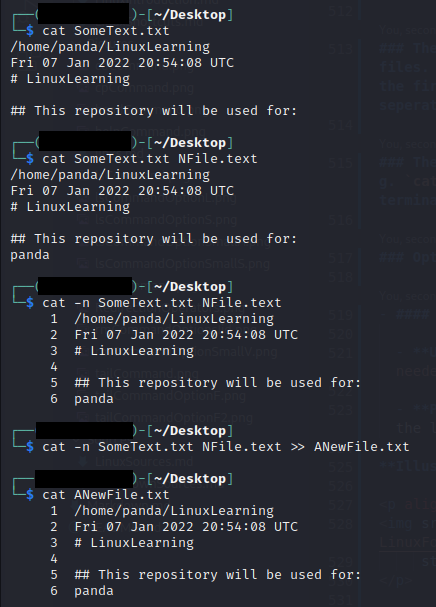 ┌──(          )-[~/Desktop]
└─$ cat SomeText.txt
/home/panda/LinuxLearning
Fri 07 Jan 2022 20:54:08 UTC
# LinuxLearning

## This repository will be used for:

┌──(          )-[~/Desktop]
└─$ cat SomeText.txt NFile.text
/home/panda/LinuxLearning
Fri 07 Jan 2022 20:54:08 UTC
# LinuxLearning

## This repository will be used for:
panda

┌──(          )-[~/Desktop]
└─$ cat -n SomeText.txt NFile.text
     1  /home/panda/LinuxLearning
     2  Fri 07 Jan 2022 20:54:08 UTC
     3  # LinuxLearning
     4
     5  ## This repository will be used for:
     6  panda

┌──(          )-[~/Desktop]
└─$ cat -n SomeText.txt NFile.text >> ANewFile.txt

┌──(          )-[~/Desktop]
└─$ cat ANewFile.txt
     1  /home/panda/LinuxLearning
     2  Fri 07 Jan 2022 20:54:08 UTC
     3  # LinuxLearning
     4
     5  ## This repository will be used for:
     6  panda